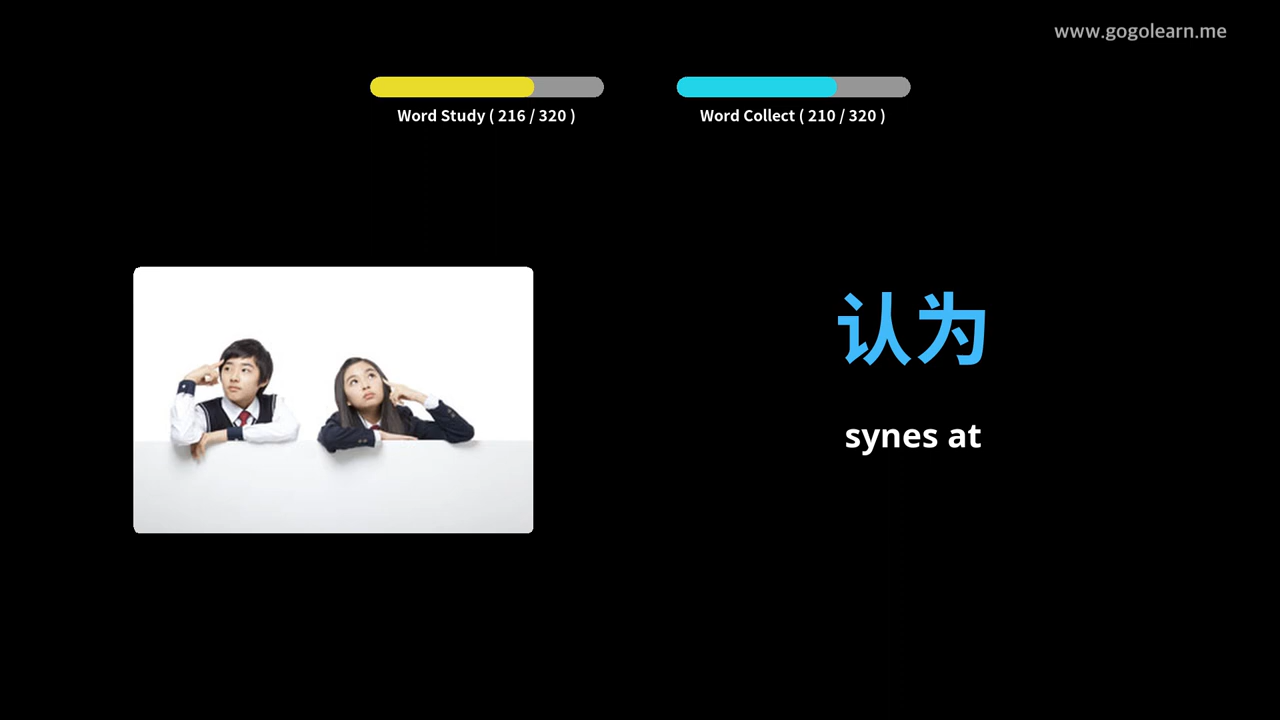 www.gogolearn.me
Word Study ( 216 / 320 )
Word Collect ( 210 / 320 )
认为
synes at